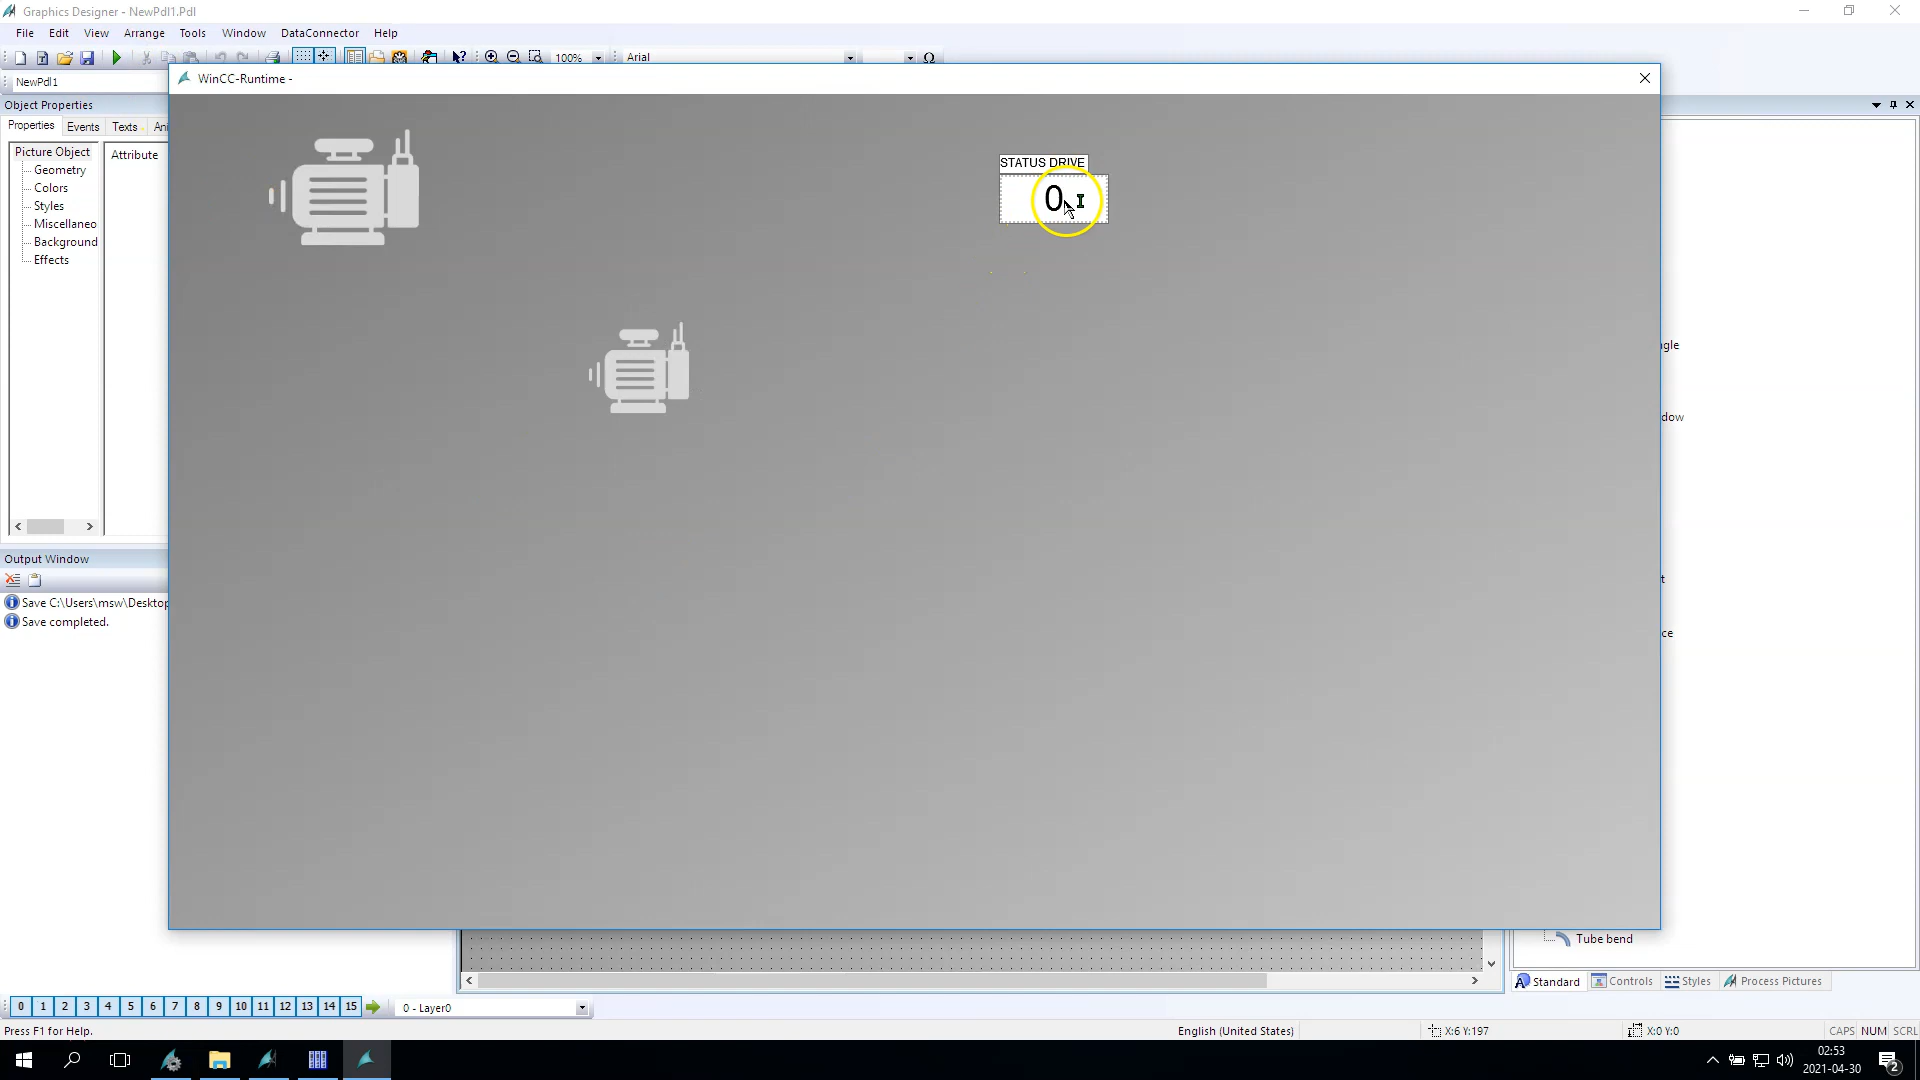 Graphics Designer - NewPdl1.Pdl
File Edit View Arrange Tools Window DataConnector Help
100% Arial
NewPdl1
WinCC-Runtime -
Object Properties
Properties Events Texts Ani
Picture Object
Attribute
Geometry
Colors
Styles
Miscellaneo
Background
Effects
STATUS DRIVE
0
gle
dow
t
ce
Output Window
Save C:\Users\msw\Desktop
Save completed.
Tube bend
Standard Controls Styles Process Pictures
0 1 2 3 4 5 6 7 8 9 10 11 12 13 14 15 0 - Layer0
Press F1 for Help. English (United States) X:6 Y:197 X:0 Y:0 CAPS NUM SCRL
02:53
2021-04-30
2